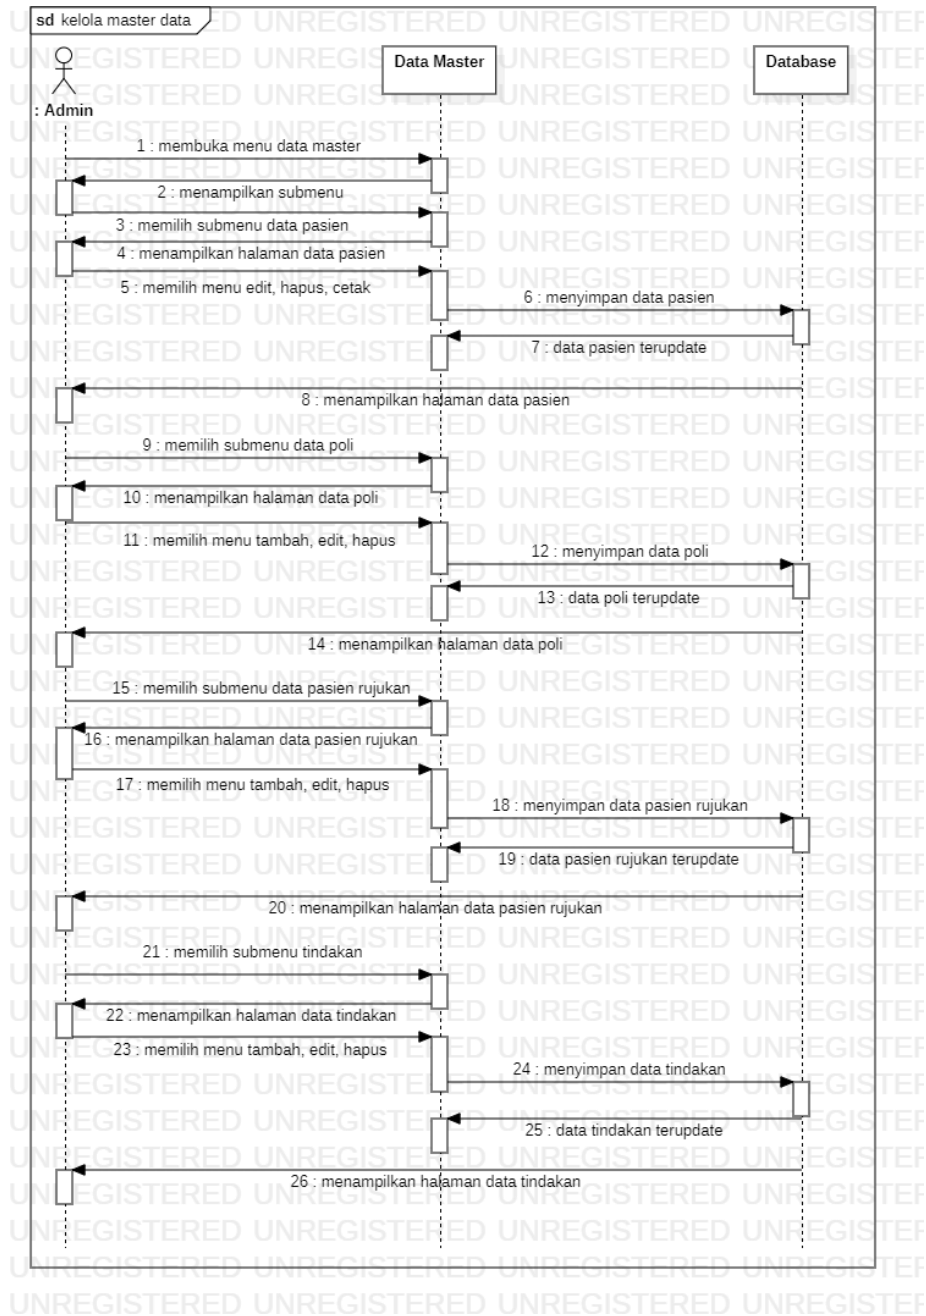 sd kelola master data
Data Master
Database
: Admin
1 : membuka menu data master
2 : menampilkan submenu
3 : memilih submenu data pasien
4 : menampilkan halaman data pasien
5 : memilih menu edit, hapus, cetak
6 : menyimpan data pasien
7 : data pasien terupdate
8 : menampilkan halaman data pasien
9 : memilih submenu data poli
10 : menampilkan halaman data poli
11 : memilih menu tambah, edit, hapus
12 : menyimpan data poli
13 : data poli terupdate
14 : menampilkan halaman data poli
15 : memilih submenu data pasien rujukan
16 : menampilkan halaman data pasien rujukan
17 : memilih menu tambah, edit, hapus
18 : menyimpan data pasien rujukan
19 : data pasien rujukan terupdate
20 : menampilkan halaman data pasien rujukan
21 : memilih submenu tindakan
22 : menampilkan halaman data tindakan
23 : memilih menu tambah, edit, hapus
24 : menyimpan data tindakan
25 : data tindakan terupdate
26 : menampilkan halaman data tindakan
UNREGISTERED UNREGISTERED UNREGISTERED